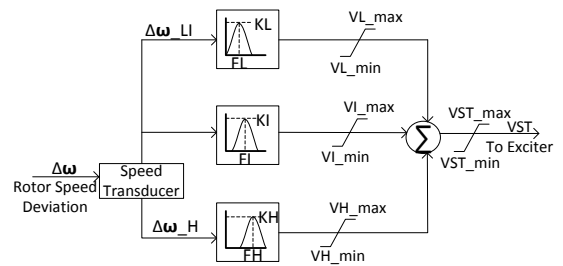 Δω_LI
KL
FL
VL_max
VL_min
KI
FI
VI_max
VI_min
Σ
VST_max
VST
To Exciter
VST_min
Δω
Rotor Speed
Deviation
Speed
Transducer
Δω_H
KH
FH
VH_max
VH_min